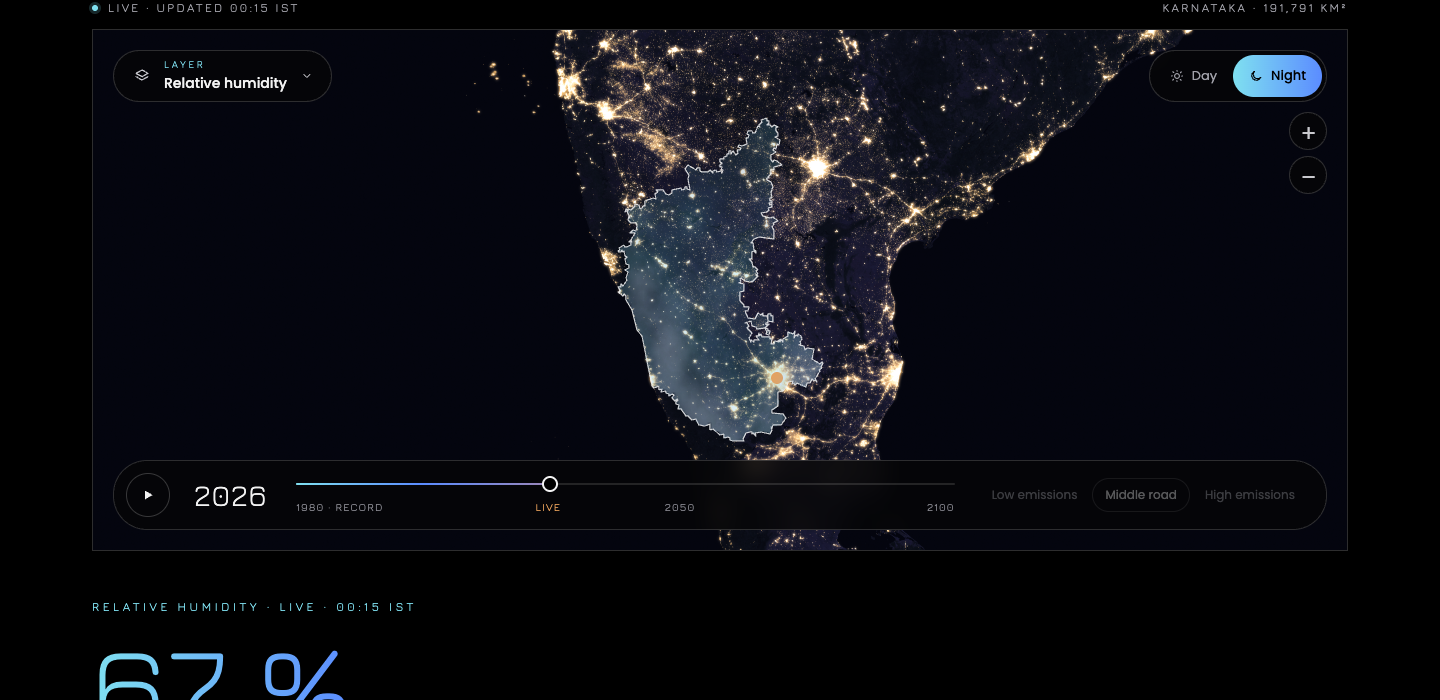 LIVE · UPDATED 00:15 IST
KARNATAKA · 191,791 KM²
LAYER
Relative humidity
Day
Night
+
−
2026
1980 · RECORD
LIVE
2050
2100
Low emissions
Middle road
High emissions
RELATIVE HUMIDITY · LIVE · 00:15 IST
67 %